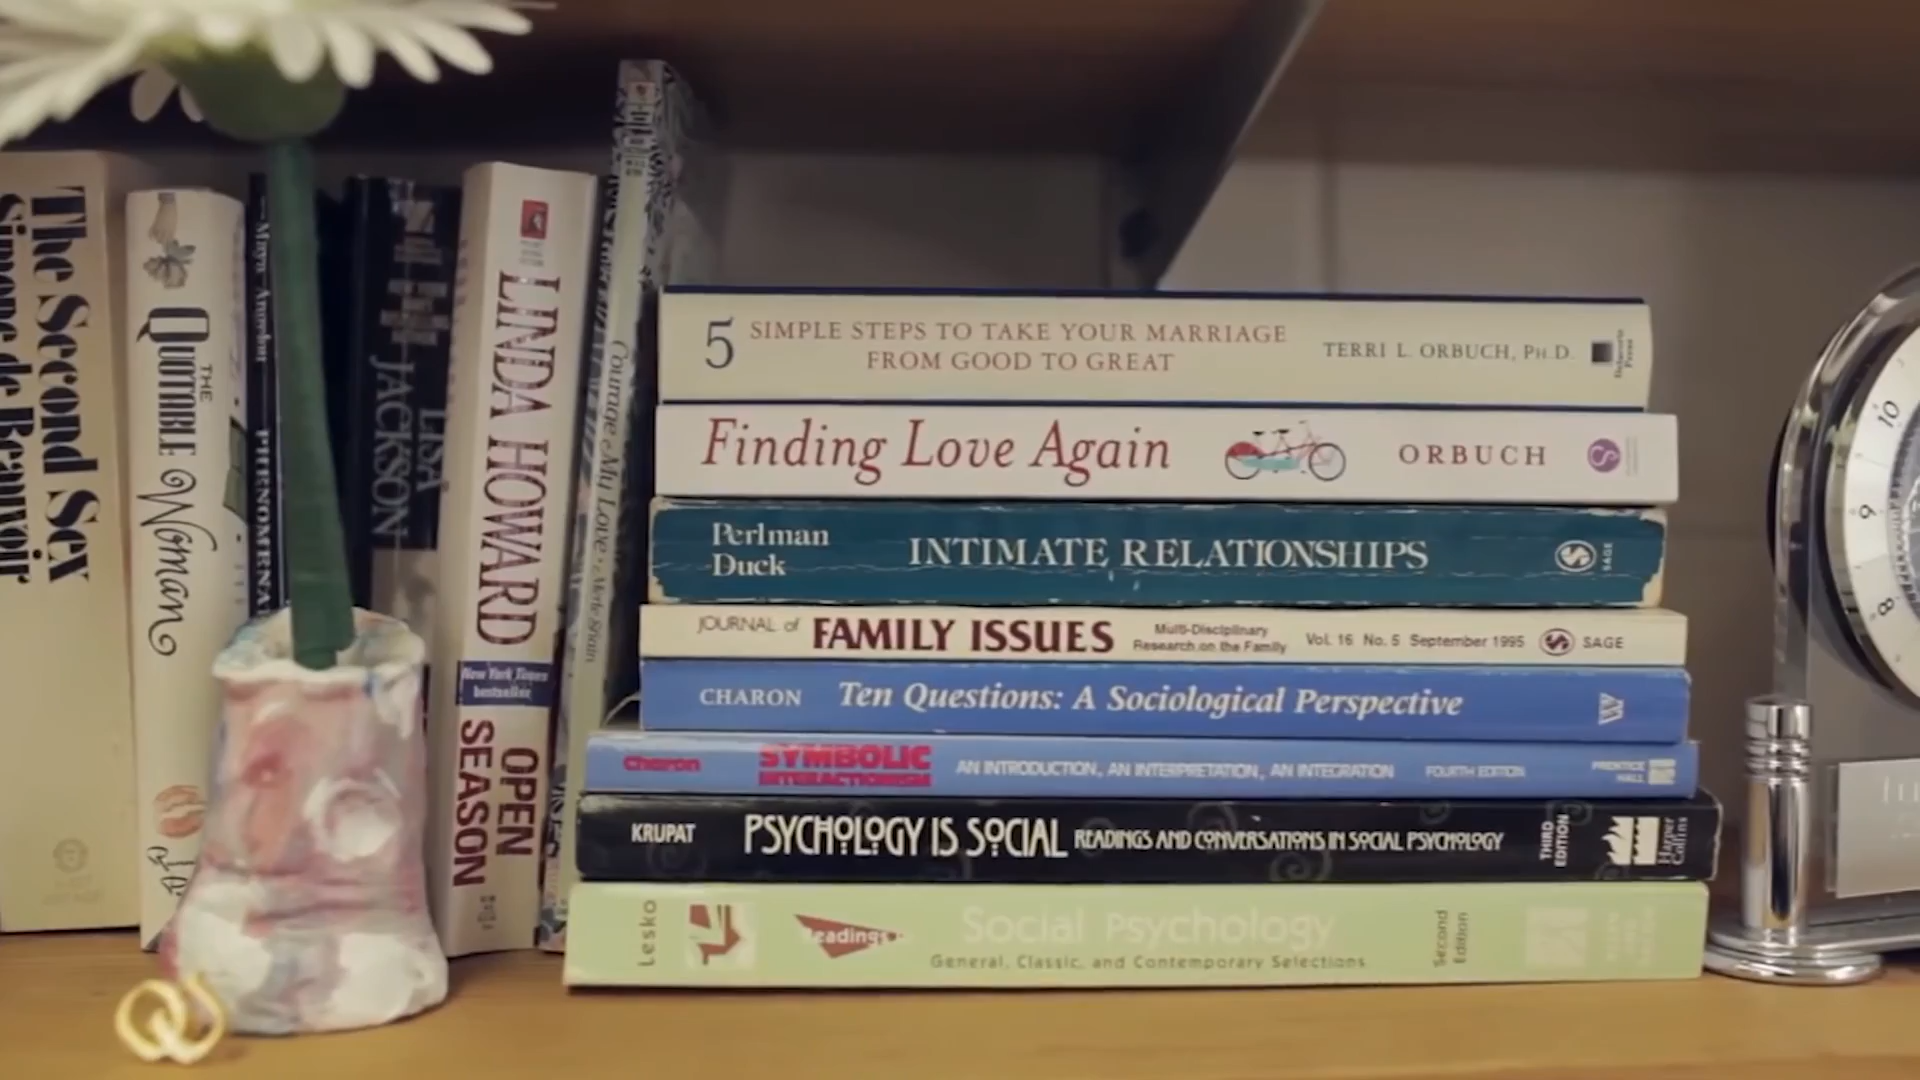 The Second Sex
Simone de Beauvoir
THE
QUOTABLE
Woman
Maya Angelou
PHENOMENAL
LISA
JACKSON
LINDA HOWARD
New York Times
bestseller
OPEN
SEASON
Courage My Love
5 SIMPLE STEPS TO TAKE YOUR MARRIAGE
FROM GOOD TO GREAT
TERRI L. ORBUCH, PH.D.
Finding Love Again
ORBUCH
Perlman
Duck
INTIMATE RELATIONSHIPS
SAGE
JOURNAL of FAMILY ISSUES
Multi-Disciplinary
Research on the Family
Vol. 16 No. 5 September 1995
SAGE
CHARON Ten Questions: A Sociological Perspective
W
Charon
SYMBOLIC
INTERACTIONISM
AN INTRODUCTION, AN INTERPRETATION, AN INTEGRATION
FOURTH EDITION
PRENTICE
HALL
KRUPAT PSYCHOLOGY IS SOCIAL READINGS AND CONVERSATIONS IN SOCIAL PSYCHOLOGY
THIRD
EDITION
Harper
Collins
Lesko
Readings
Social Psychology
General, Classic, and Contemporary Selections
Second
Edition
10
9
8